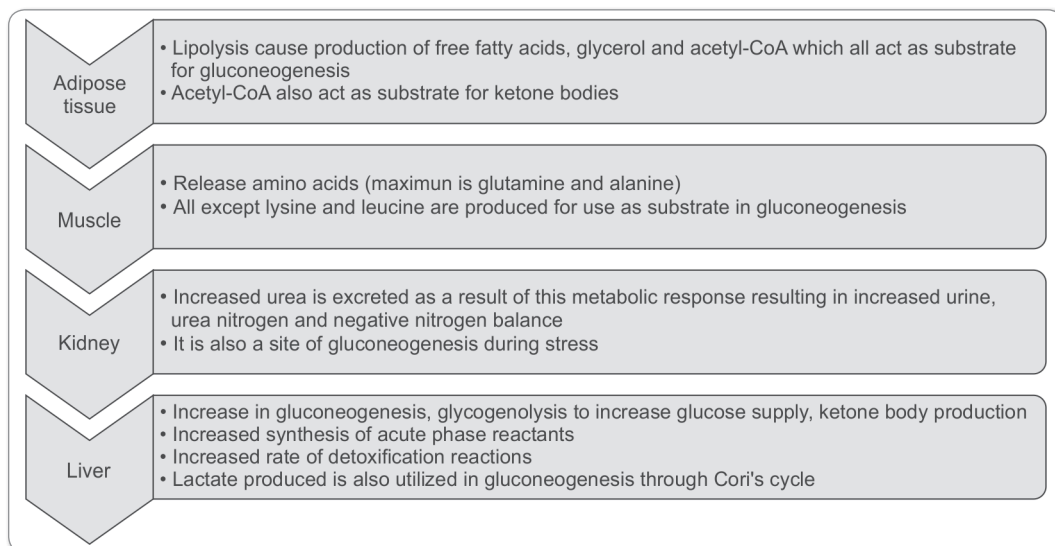 Adipose
tissue
• Lipolysis cause production of free fatty acids, glycerol and acetyl-CoA which all act as substrate
for gluconeogenesis
• Acetyl-CoA also act as substrate for ketone bodies
Muscle
• Release amino acids (maximun is glutamine and alanine)
• All except lysine and leucine are produced for use as substrate in gluconeogenesis
Kidney
• Increased urea is excreted as a result of this metabolic response resulting in increased urine,
urea nitrogen and negative nitrogen balance
• It is also a site of gluconeogenesis during stress
Liver
• Increase in gluconeogenesis, glycogenolysis to increase glucose supply, ketone body production
• Increased synthesis of acute phase reactants
• Increased rate of detoxification reactions
• Lactate produced is also utilized in gluconeogenesis through Cori's cycle